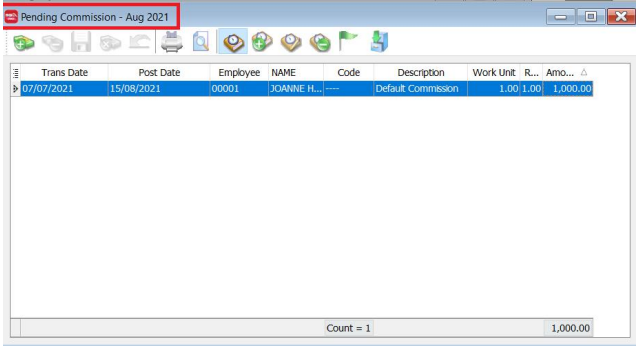 Pending Commission - Aug 2021
Trans Date Post Date Employee NAME Code Description Work Unit R... Amo...
07/07/2021 15/08/2021 00001 JOANNE H... ---- Default Commission 1.00 1.00 1,000.00
Count = 1 1,000.00